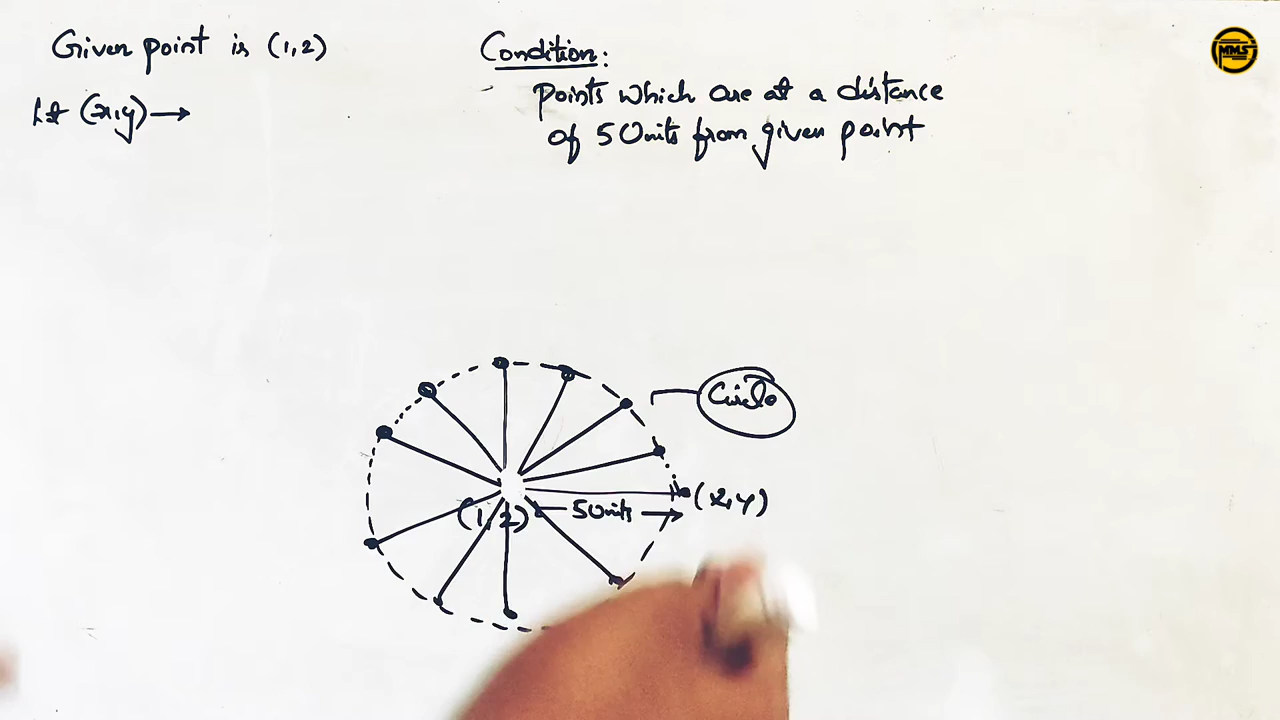 Given point is (1,2)
Let (x,y) →
Condition:
points which are at a distance
of 5 Units from given point
MMS
Circle
(x,y)
(1,2)
5 Units